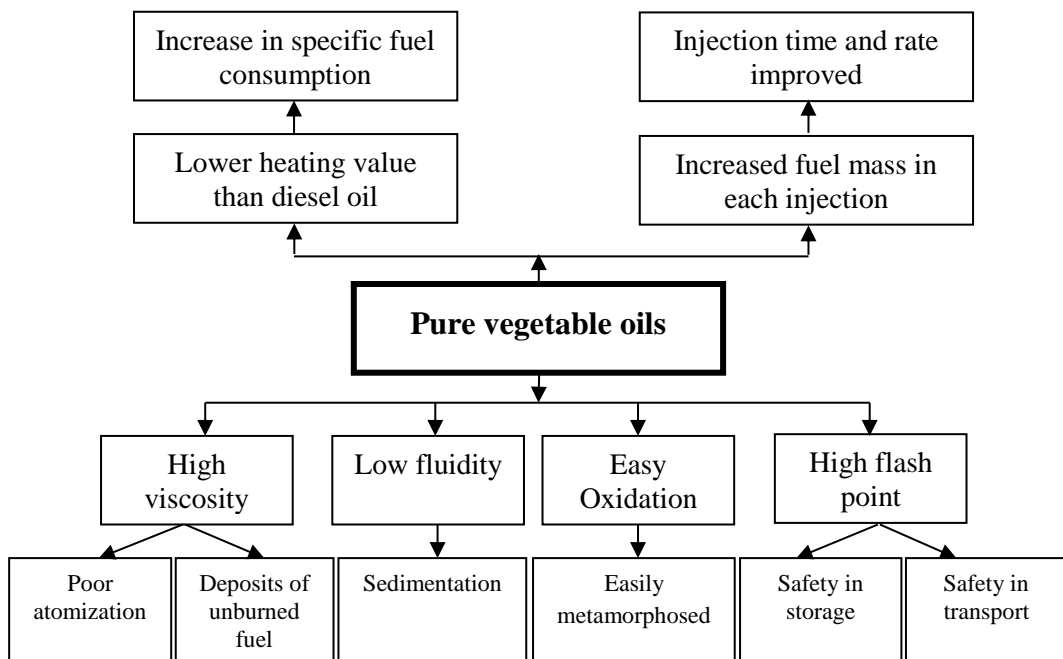 Increase in specific fuel
consumption
Injection time and rate
improved
Lower heating value
than diesel oil
Increased fuel mass in
each injection
Pure vegetable oils
High
viscosity
Low fluidity
Easy
Oxidation
High flash
point
Poor
atomization
Deposits of
unburned
fuel
Sedimentation
Easily
metamorphosed
Safety in
storage
Safety in
transport